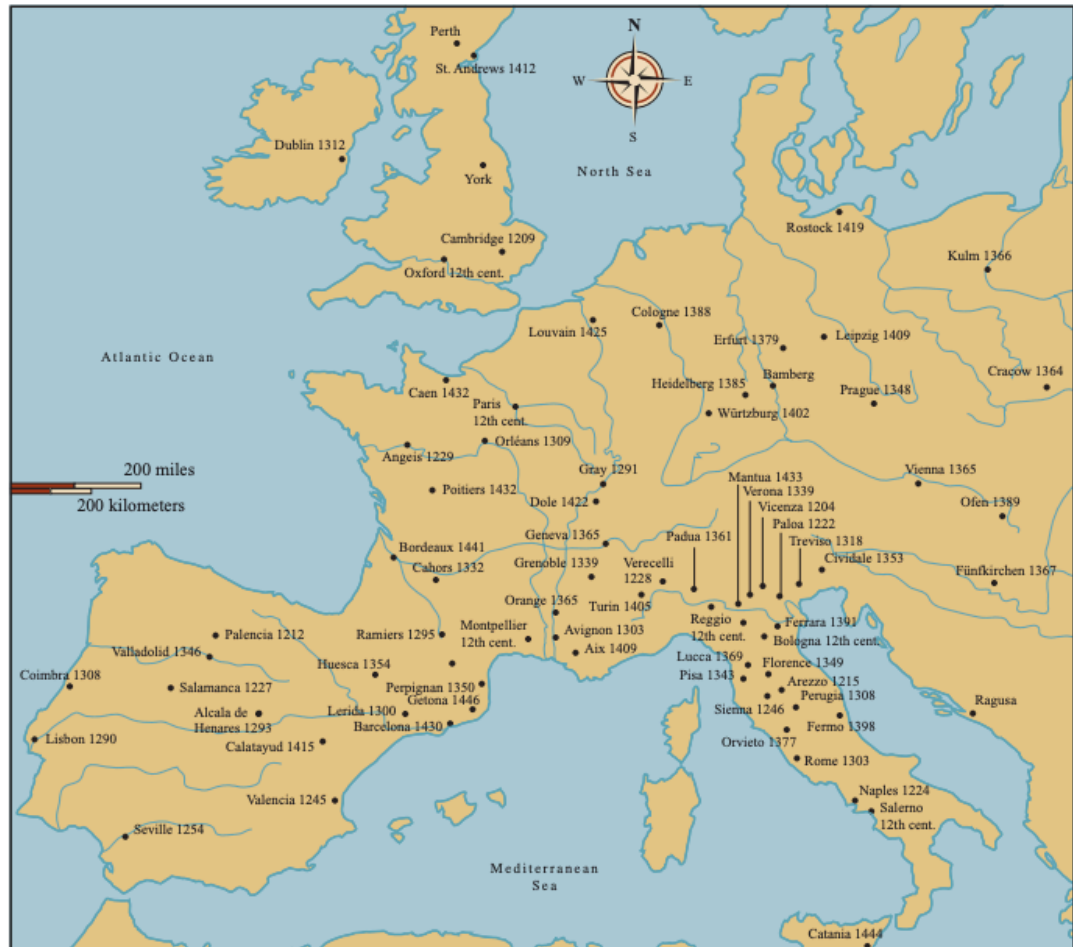 Perth
N
St. Andrews 1412
W
E
S
Dublin 1312
North Sea
York
Rostock 1419
Cambridge 1209
Kulm 1366
Oxford 12th cent.
Cologne 1388
Louvain 1425
Leipzig 1409
Erfurt 1379
Atlantic Ocean
Cracow 1364
Bamberg
Heidelberg 1385
Caen 1432
Prague 1348
Paris
12th cent.
Würtzburg 1402
Orléans 1309
Angeis 1229
200 miles
Gray 1291
Vienna 1365
Mantua 1433
Poitiers 1432
Verona 1339
200 kilometers
Dole 1422
Vicenza 1204
Ofen 1389
Paloa 1222
Geneva 1365
Padua 1361
Treviso 1318
Bordeaux 1441
Cividale 1353
Grenoble 1339
Verecelli
1228
Cahors 1332
Fünfkirchen 1367
Orange 1365
Turin 1405
Reggio
12th cent.
Ferrara 1391
Palencia 1212
Ramiers 1295
Montpellier
12th cent.
Avignon 1303
Bologna 12th cent.
Valladolid 1346
Aix 1409
Huesca 1354
Lucca 1369
Florence 1349
Coimbra 1308
Pisa 1343
Salamanca 1227
Perpignan 1350
Arezzo 1215
Getona 1446
Perugia 1308
Ragusa
Alcala de
Henares 1293
Lerida 1300
Sienna 1246
Barcelona 1430
Fermo 1398
Lisbon 1290
Calatayud 1415
Orvieto 1377
Rome 1303
Naples 1224
Valencia 1245
Salerno
12th cent.
Seville 1254
Mediterranean
Sea
Catania 1444